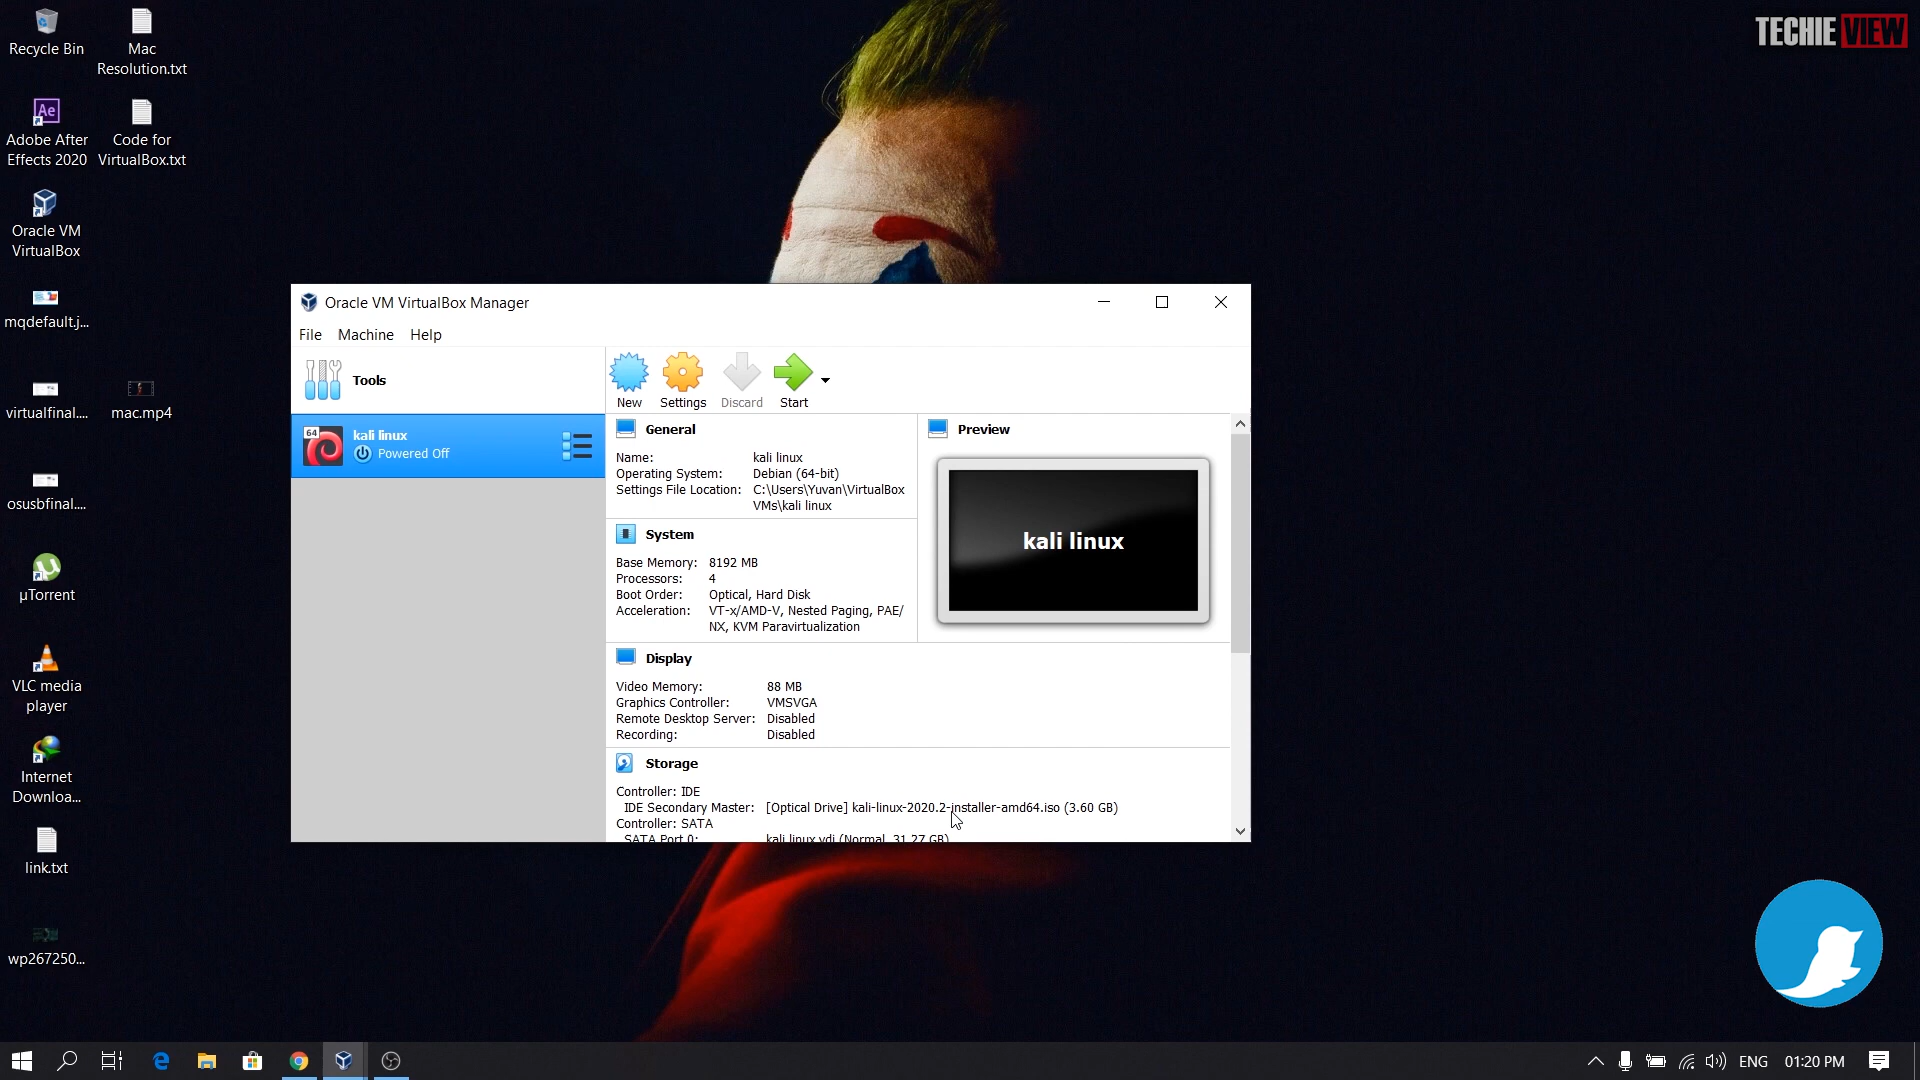 Recycle Bin
Mac
Resolution.txt
TECHIE VIEW
Ae
Adobe After
Effects 2020
Code for
VirtualBox.txt
Oracle VM
VirtualBox
mqdefault.j...
virtualfinal....
mac.mp4
osusbfinal....
µTorrent
VLC media
player
Internet
Downloa...
link.txt
wp267250...
Oracle VM VirtualBox Manager
File Machine Help
Tools
New Settings Discard Start
64
kali linux
Powered Off
General
Name: kali linux
Operating System: Debian (64-bit)
Settings File Location: C:\Users\Yuvan\VirtualBox
VMs\kali linux
Preview
kali linux
System
Base Memory: 8192 MB
Processors: 4
Boot Order: Optical, Hard Disk
Acceleration: VT-x/AMD-V, Nested Paging, PAE/
NX, KVM Paravirtualization
Display
Video Memory: 88 MB
Graphics Controller: VMSVGA
Remote Desktop Server: Disabled
Recording: Disabled
Storage
Controller: IDE
IDE Secondary Master: [Optical Drive] kali-linux-2020.2-installer-amd64.iso (3.60 GB)
Controller: SATA
SATA Port 0: kali linux.vdi (Normal, 31.27 GB)
ENG 01:20 PM